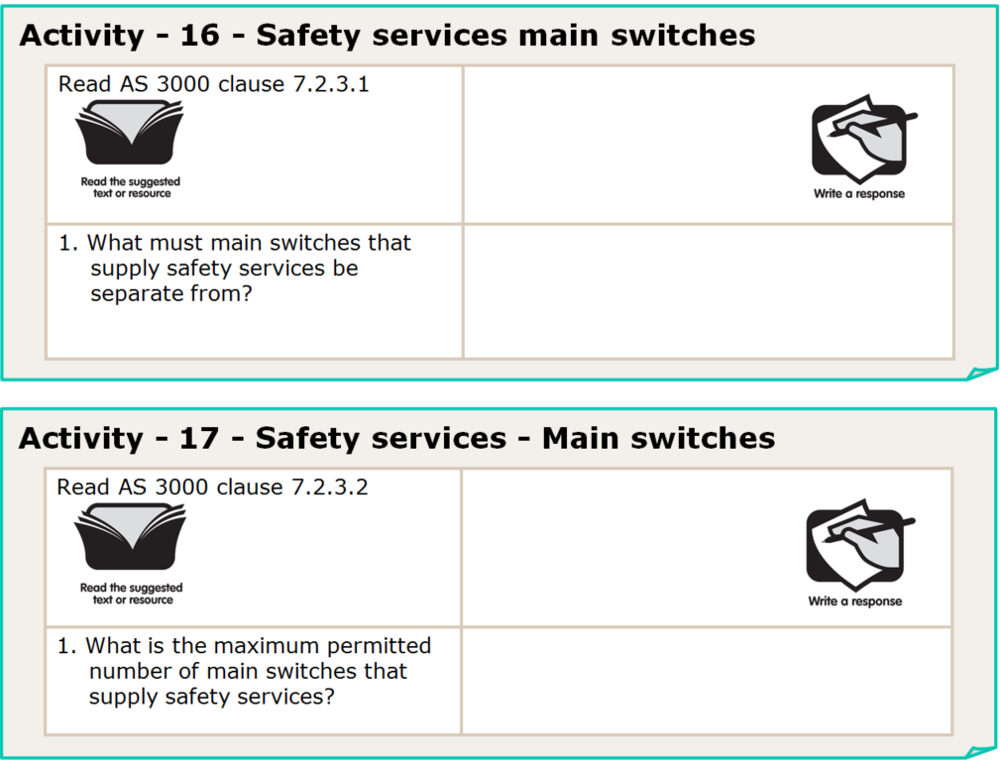 Activity - 16 - Safety services main switches
Read AS 3000 clause 7.2.3.1
Read the suggested
text or resource
Write a response
1. What must main switches that
supply safety services be
separate from?
Activity - 17 - Safety services - Main switches
Read AS 3000 clause 7.2.3.2
Read the suggested
text or resource
Write a response
1. What is the maximum permitted
number of main switches that
supply safety services?